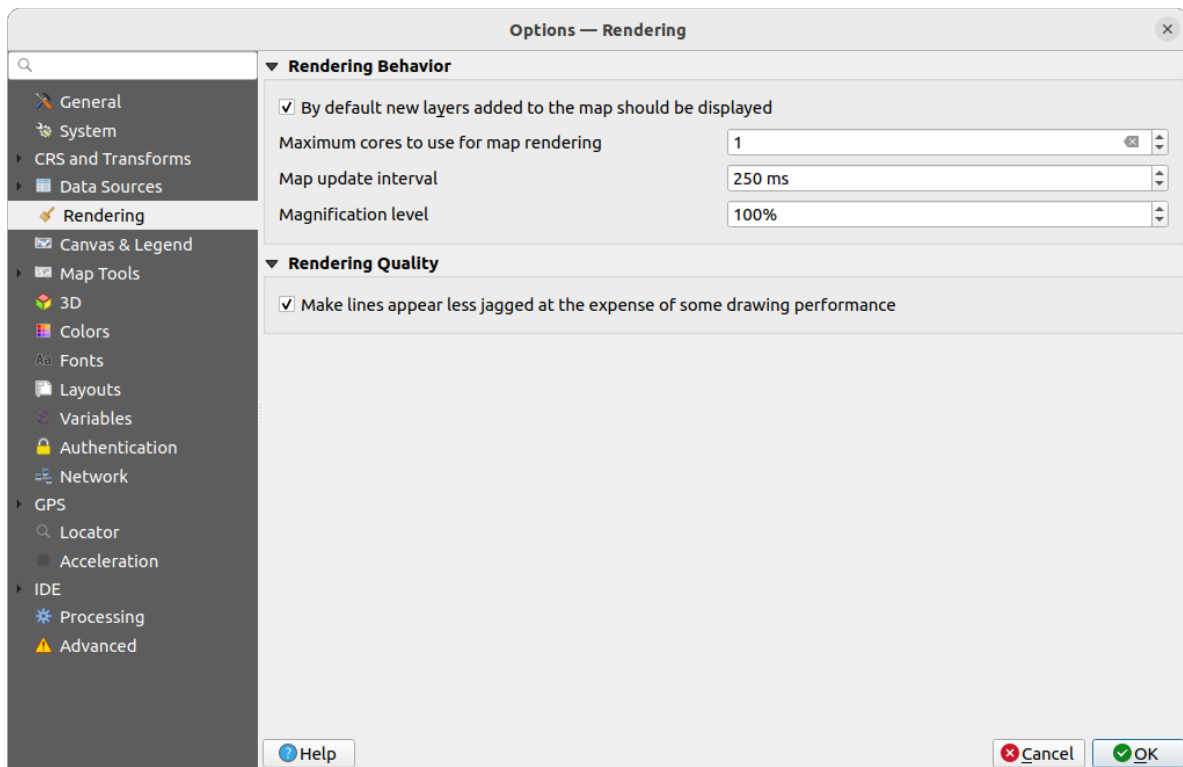 Options — Rendering
General
System
CRS and Transforms
Data Sources
Rendering
Canvas & Legend
Map Tools
3D
Colors
Fonts
Layouts
Variables
Authentication
Network
GPS
Locator
Acceleration
IDE
Processing
Advanced
Rendering Behavior
By default new layers added to the map should be displayed
Maximum cores to use for map rendering 1
Map update interval 250 ms
Magnification level 100%
Rendering Quality
Make lines appear less jagged at the expense of some drawing performance
Help Cancel OK